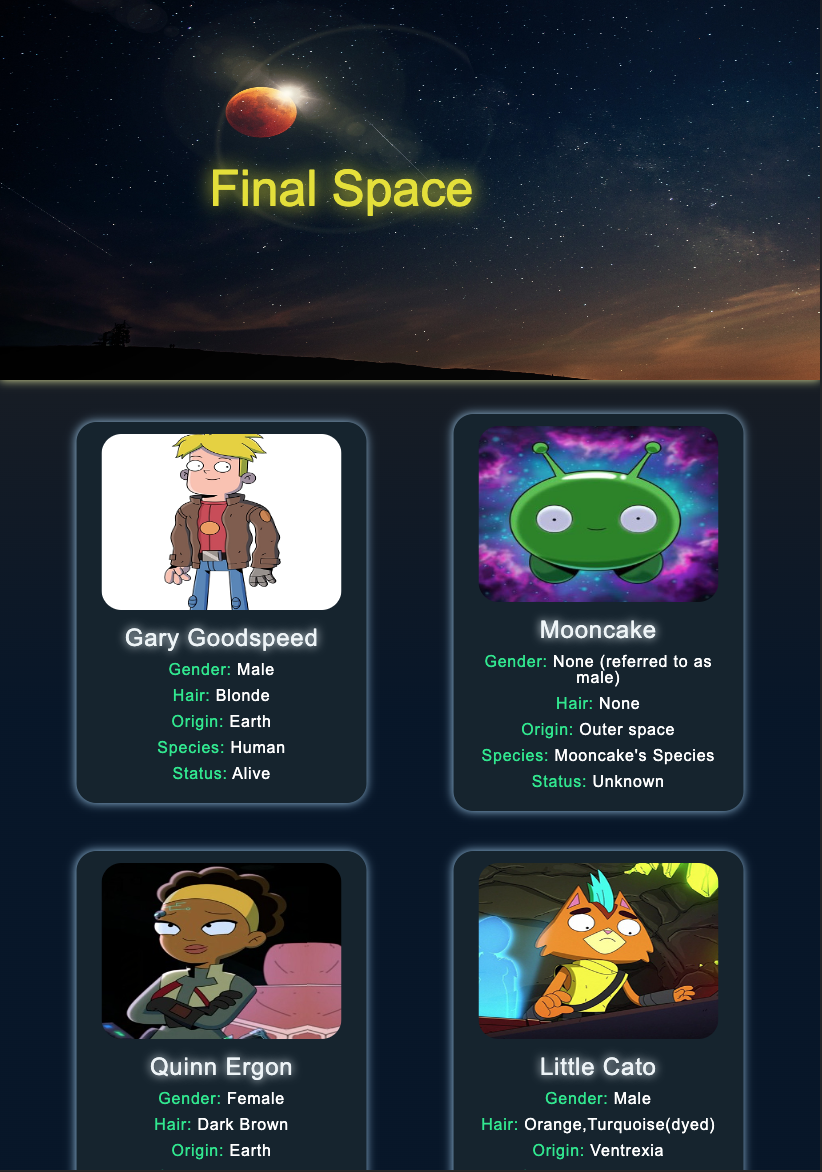 Final Space
Gary Goodspeed
Gender: Male
Hair: Blonde
Origin: Earth
Species: Human
Status: Alive
Mooncake
Gender: None (referred to as
male)
Hair: None
Origin: Outer space
Species: Mooncake's Species
Status: Unknown
Quinn Ergon
Gender: Female
Hair: Dark Brown
Origin: Earth
Little Cato
Gender: Male
Hair: Orange,Turquoise(dyed)
Origin: Ventrexia